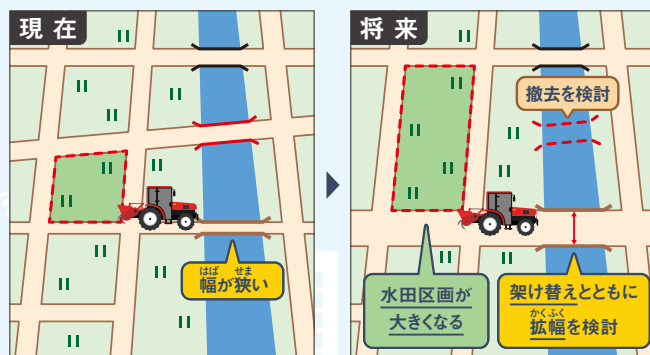 現在
はば せま
幅が狭い
将来
撤去を検討
水田区画が
大きくなる
架け替えとともに
かくふく
拡幅を検討